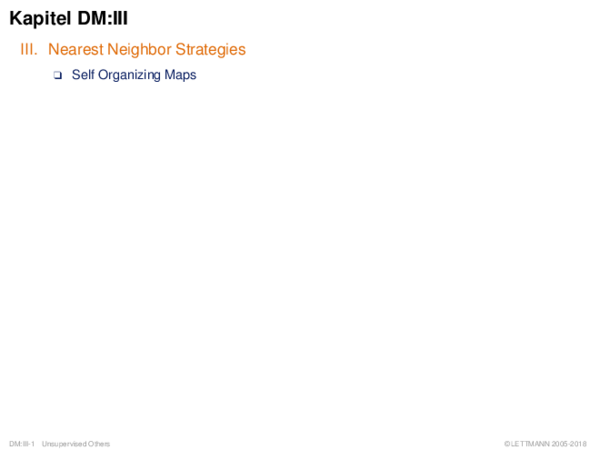 Kapitel DM:III
III. Nearest Neighbor Strategies
❑ Self Organizing Maps
DM:III-1 Unsupervised Others ©LETTMANN 2005-2018